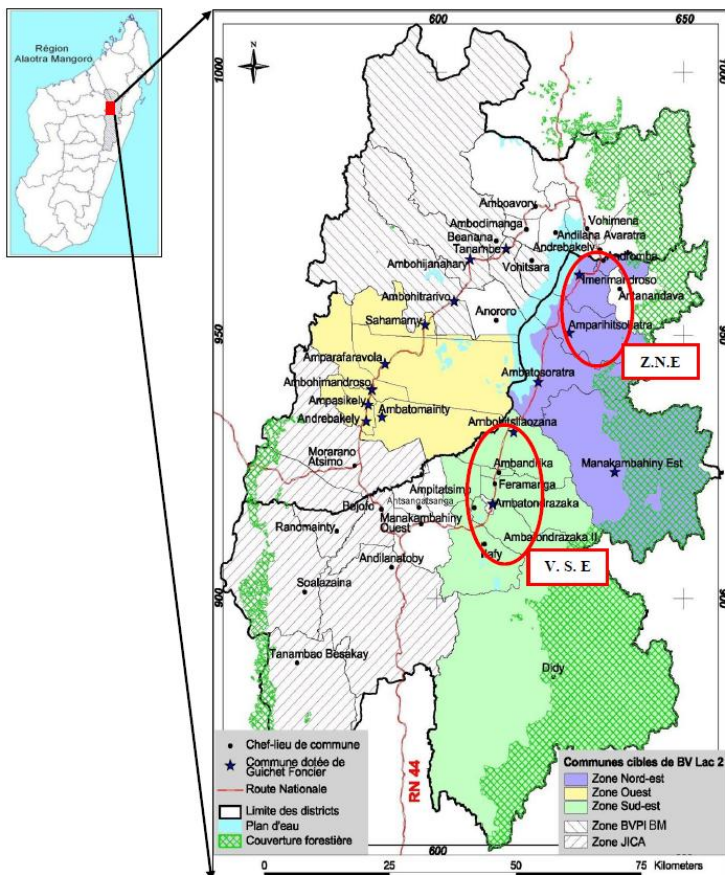 Région
Alaotra Mangoro
600
650
1000
1000
N
Amboavory
Ambodimanga
Vohimena
Beanana
Andilana Avaratra
Tanambe
Andrebakely
Andromba
Ambohijanahary
Vohitsara
Imerimandroso
Antanandava
Ambohitrarivo
Anororo
Sahamamy
950
Amparihitsokatra
Z.N.E
Amparafaravola
Ambatosoratra
Ambohimandroso
Ampasikely
Ambatomainty
Andrebakely
Ambohitsilaozana
Morarano
Atsimo
Ambandrika
Manakambahiny Est
Feramanga
Ampitatsimo
Antsangatsanga
Ambatondrazaka
Bejofo
Manakambahiny
Ouest
Ranomainty
Ambatondrazaka II
Ilafy
Andilanatoby
V. S. E
Soalazaina
900
900
Tanambao Besakay
Didy
RN 44
Chef-lieu de commune
Commune dotée de
Guichet Foncier
Route Nationale
Limite des districts
Plan d'eau
Couverture forestière
Communes cibles de BV Lac 2
Zone Nord-est
Zone Ouest
Zone Sud-est
Zone BVPI BM
Zone JICA
600
650
0
25
50
75
Kilometers